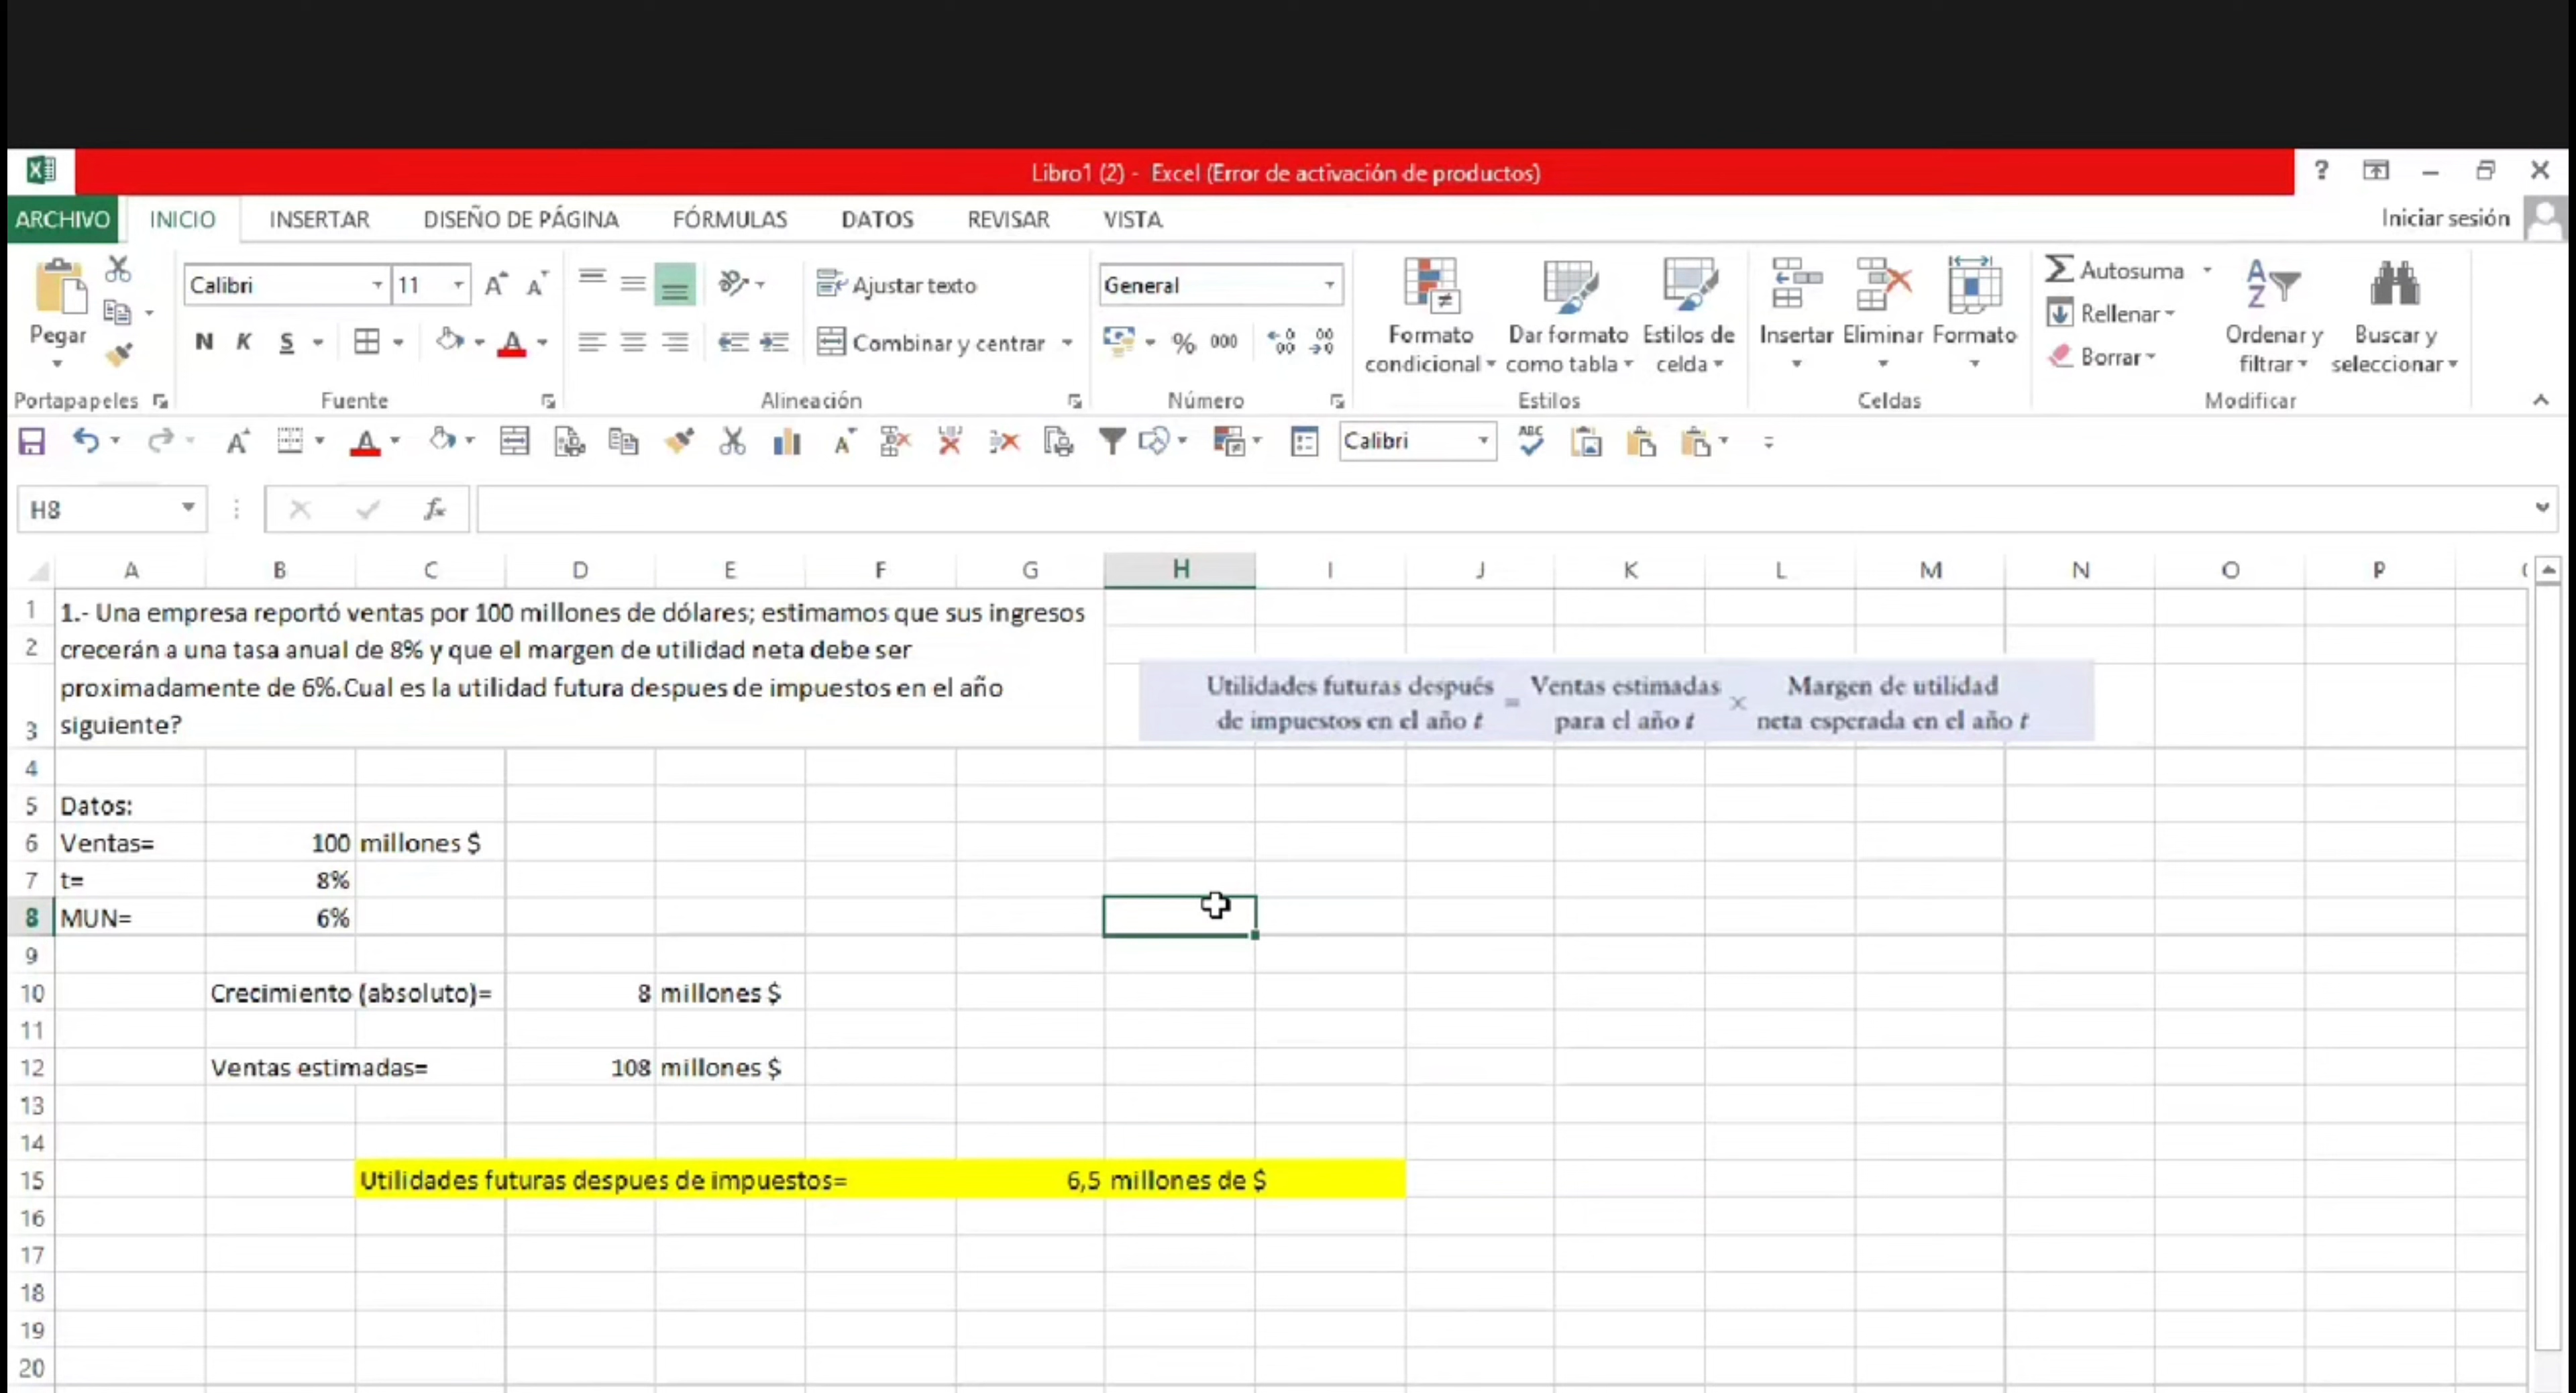 Libro1 (2) - Excel (Error de activación de productos)
?
ARCHIVO INICIO INSERTAR DISEÑO DE PÁGINA FÓRMULAS DATOS REVISAR VISTA Iniciar sesión
Calibri 11 Ajustar texto General Autosuma
Pegar N K S Combinar y centrar % 000 Formato condicional Dar formato como tabla Estilos de celda Insertar Eliminar Formato Rellenar Borrar Ordenar y filtrar Buscar y seleccionar
Portapapeles Fuente Alineación Número Estilos Celdas Modificar
Calibri
H8 fx
A B C D E F G H I J K L M N O P
1 1.- Una empresa reportó ventas por 100 millones de dólares; estimamos que sus ingresos
2 crecerán a una tasa anual de 8% y que el margen de utilidad neta debe ser
proximadamente de 6%.Cual es la utilidad futura despues de impuestos en el año
3 siguiente?
Utilidades futuras después de impuestos en el año t = Ventas estimadas para el año t × Margen de utilidad neta esperada en el año t
4
5 Datos:
6 Ventas= 100 millones $
7 t= 8%
8 MUN= 6%
9
10 Crecimiento (absoluto)= 8 millones $
11
12 Ventas estimadas= 108 millones $
13
14
15 Utilidades futuras despues de impuestos= 6,5 millones de $
16
17
18
19
20